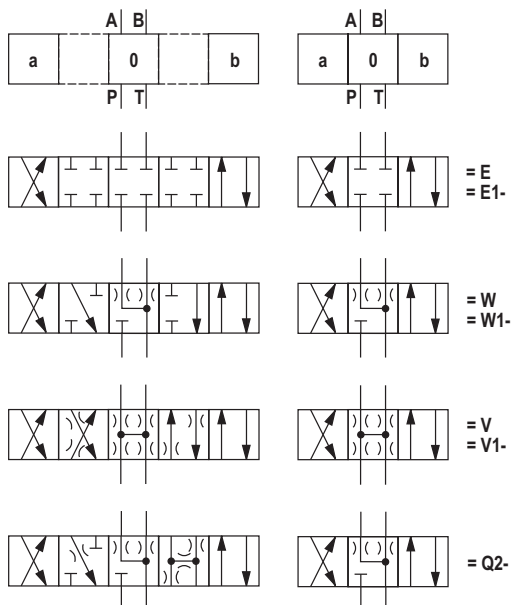 A B A B
a 0 b a 0 b
P T P T
= E
= E1-
= W
= W1-
= V
= V1-
= Q2-